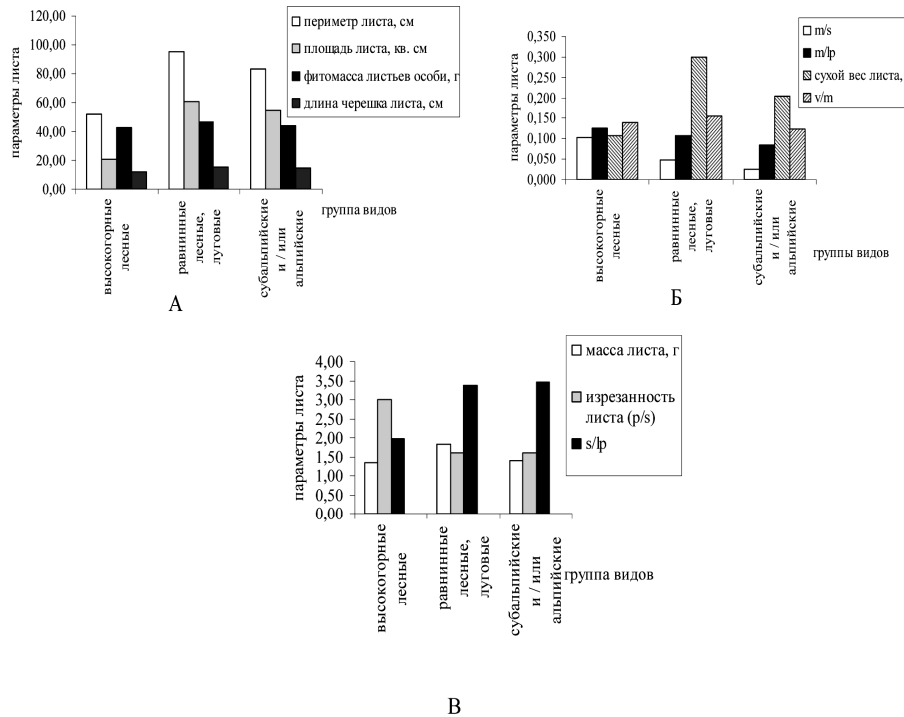 120,00
100,00
80,00
60,00
40,00
20,00
0,00
параметры листа
высокогорные
лесные
равнинные
лесные,
луговые
субальпийские
и / или
альпийские
группа видов
периметр листа, см
площадь листа, кв. см
фитомасса листьев особи, г
длина черешка листа, см
А
0,350
0,300
0,250
0,200
0,150
0,100
0,050
0,000
параметры листа
высокогорные
лесные
равнинные
лесные,
луговые
субальпийские
и / или
альпийские
группы видов
m/s
m/lp
сухой вес листа,
v/m
Б
4,00
3,50
3,00
2,50
2,00
1,50
1,00
0,50
0,00
параметры листа
высокогорные
лесные
равнинные
лесные,
луговые
субальпийские
и / или
альпийские
группа видов
масса листа, г
изрезанность
листа (p/s)
s/lp
В